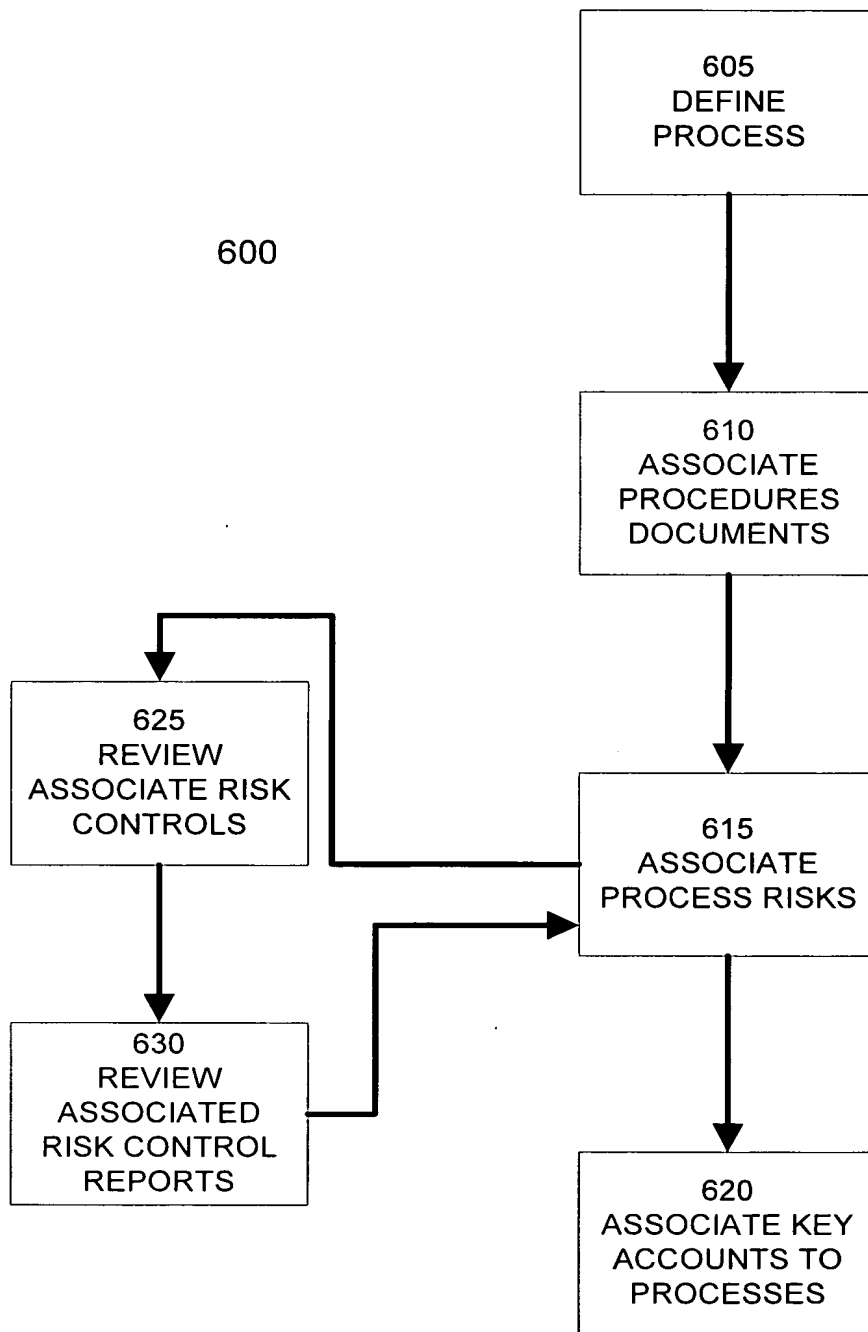 605
DEFINE
PROCESS
600
610
ASSOCIATE
PROCEDURES
DOCUMENTS
625
REVIEW
ASSOCIATE RISK
CONTROLS
615
ASSOCIATE
PROCESS RISKS
630
REVIEW
ASSOCIATED
RISK CONTROL
REPORTS
620
ASSOCIATE KEY
ACCOUNTS TO
PROCESSES